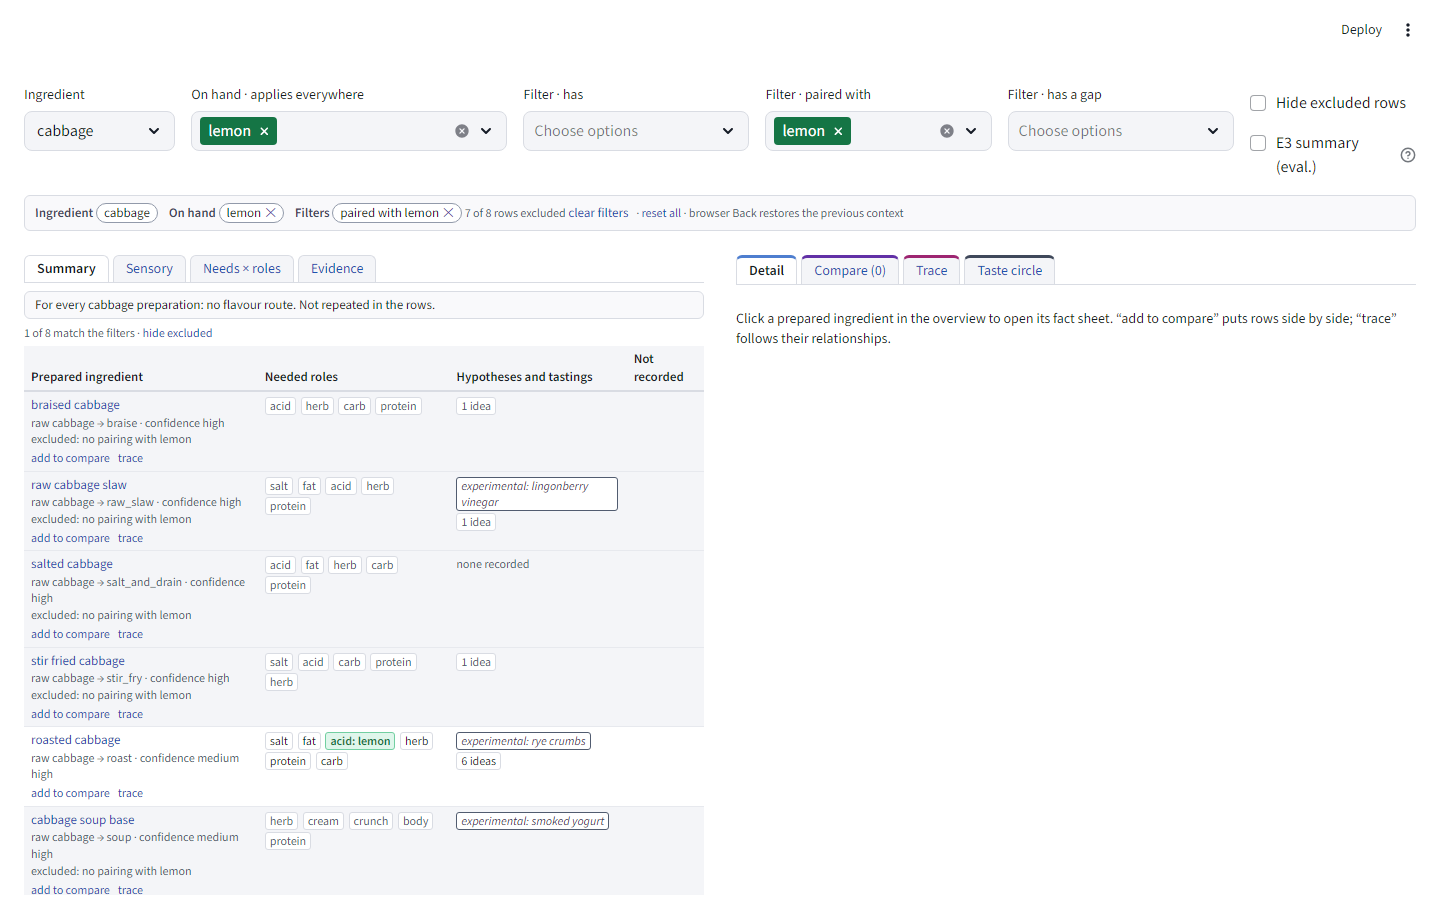 Deploy
Ingredient
On hand · applies everywhere
Filter · has
Filter · paired with
Filter · has a gap
cabbage
lemon ×
Choose options
lemon ×
Choose options
Hide excluded rows
E3 summary (eval.)
Ingredient cabbage On hand lemon Filters paired with lemon 7 of 8 rows excluded clear filters · reset all · browser Back restores the previous context
Summary
Sensory
Needs × roles
Evidence
For every cabbage preparation: no flavour route. Not repeated in the rows.
1 of 8 match the filters · hide excluded
Prepared ingredient
Needed roles
Hypotheses and tastings
Not recorded
braised cabbage
raw cabbage → braise · confidence high
excluded: no pairing with lemon
add to compare trace
acid herb carb protein
1 idea
raw cabbage slaw
raw cabbage → raw_slaw · confidence high
excluded: no pairing with lemon
add to compare trace
salt fat acid herb
protein
experimental: lingonberry
vinegar
1 idea
salted cabbage
raw cabbage → salt_and_drain · confidence
high
excluded: no pairing with lemon
add to compare trace
acid fat herb carb
protein
none recorded
stir fried cabbage
raw cabbage → stir_fry · confidence high
excluded: no pairing with lemon
add to compare trace
salt acid carb protein
herb
1 idea
roasted cabbage
raw cabbage → roast · confidence medium
high
add to compare trace
salt fat acid: lemon herb
protein carb
experimental: rye crumbs
6 ideas
cabbage soup base
raw cabbage → soup · confidence medium
high
excluded: no pairing with lemon
add to compare trace
herb cream crunch body
protein
experimental: smoked yogurt
Detail
Compare (0)
Trace
Taste circle
Click a prepared ingredient in the overview to open its fact sheet. “add to compare” puts rows side by side; “trace”
follows their relationships.